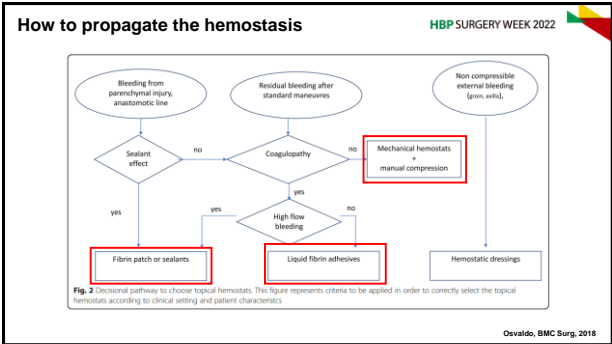 How to propagate the hemostasis
HBP SURGERY WEEK 2022
Bleeding from
parenchymal injury,
anastomotic line
Residual bleeding after
standard maneuvres
Non compressible
external bleeding
(groin, axilla),
Sealant
effect
no
Coagulopathy
no
Mechanical hemostats
+
manual compression
yes
yes
yes
no
High flow
bleeding
Fibrin patch or sealants
Liquid fibrin adhesives
Hemostatic dressings
Fig. 2 Decisional pathway to choose topical hemostats. This figure represents criteria to be applied in order to correctly select the topical
hemostats according to clinical setting and patient characteristcs
Osvaldo, BMC Surg, 2018